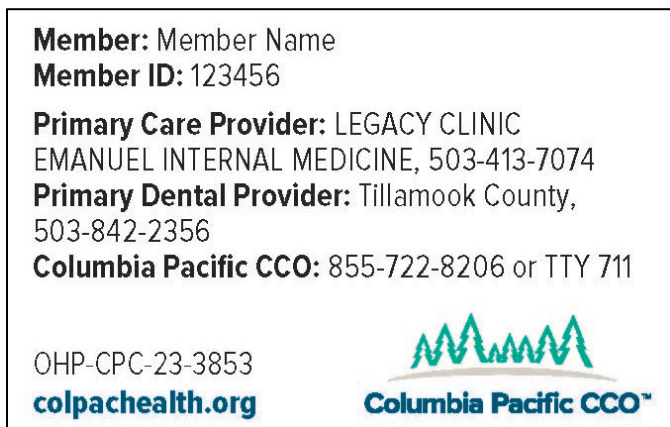 Member: Member Name
Member ID: 123456
Primary Care Provider: LEGACY CLINIC
EMANUEL INTERNAL MEDICINE, 503-413-7074
Primary Dental Provider: Tillamook County,
503-842-2356
Columbia Pacific CCO: 855-722-8206 or TTY 711
OHP-CPC-23-3853
colpachealth.org
Columbia Pacific CCO™